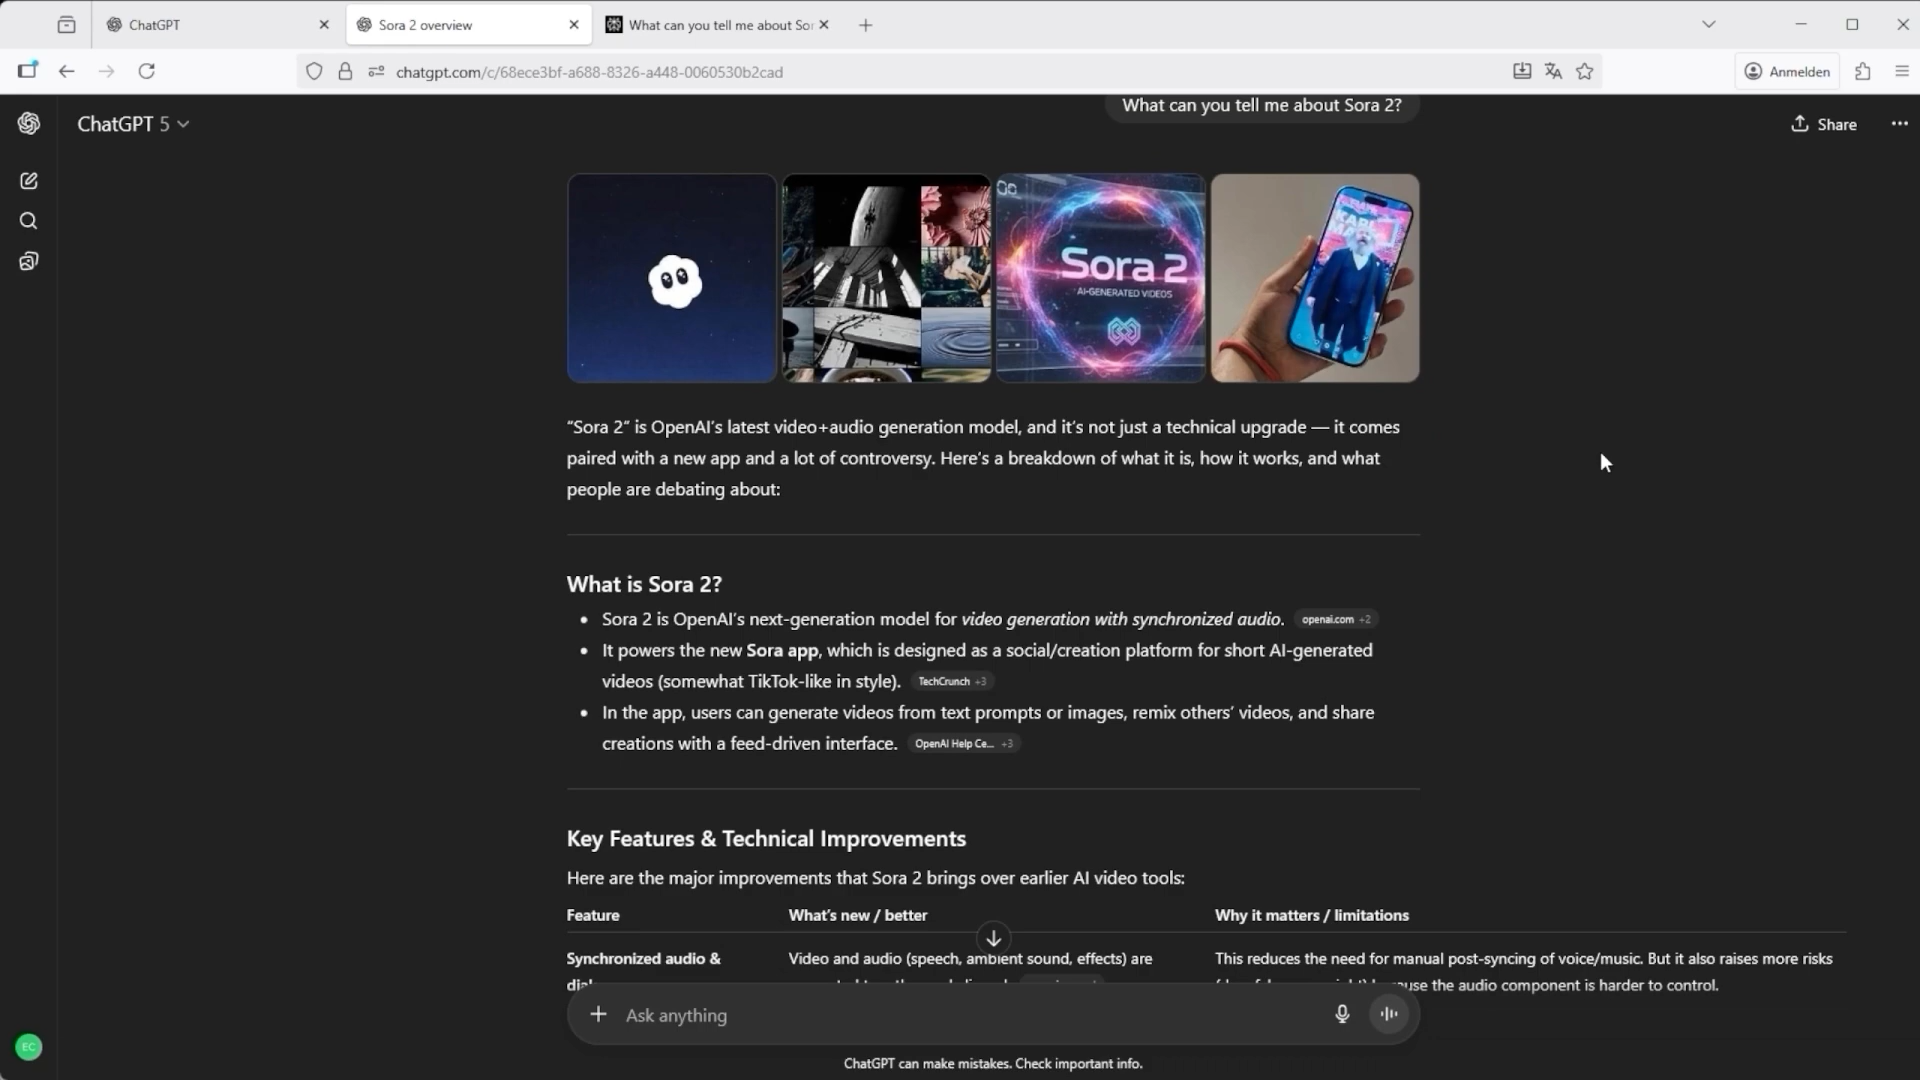 ChatGPT
Sora 2 overview
What can you tell me about So
chatgpt.com/c/68ece3bf-a688-8326-a448-0060530b2cad
Anmelden
ChatGPT 5
What can you tell me about Sora 2?
Share
Sora 2
AI-GENERATED VIDEOS
“Sora 2” is OpenAI's latest video+audio generation model, and it's not just a technical upgrade — it comes
paired with a new app and a lot of controversy. Here's a breakdown of what it is, how it works, and what
people are debating about:
What is Sora 2?
• Sora 2 is OpenAI's next-generation model for video generation with synchronized audio. openai.com +2
• It powers the new Sora app, which is designed as a social/creation platform for short AI-generated
videos (somewhat TikTok-like in style). TechCrunch +3
• In the app, users can generate videos from text prompts or images, remix others' videos, and share
creations with a feed-driven interface. OpenAI Help Ce... +3
Key Features & Technical Improvements
Here are the major improvements that Sora 2 brings over earlier AI video tools:
Feature What's new / better Why it matters / limitations
Synchronized audio & Video and audio (speech, ambient sound, effects) are This reduces the need for manual post-syncing of voice/music. But it also raises more risks
the audio component is harder to control.
Ask anything
EC
ChatGPT can make mistakes. Check important info.